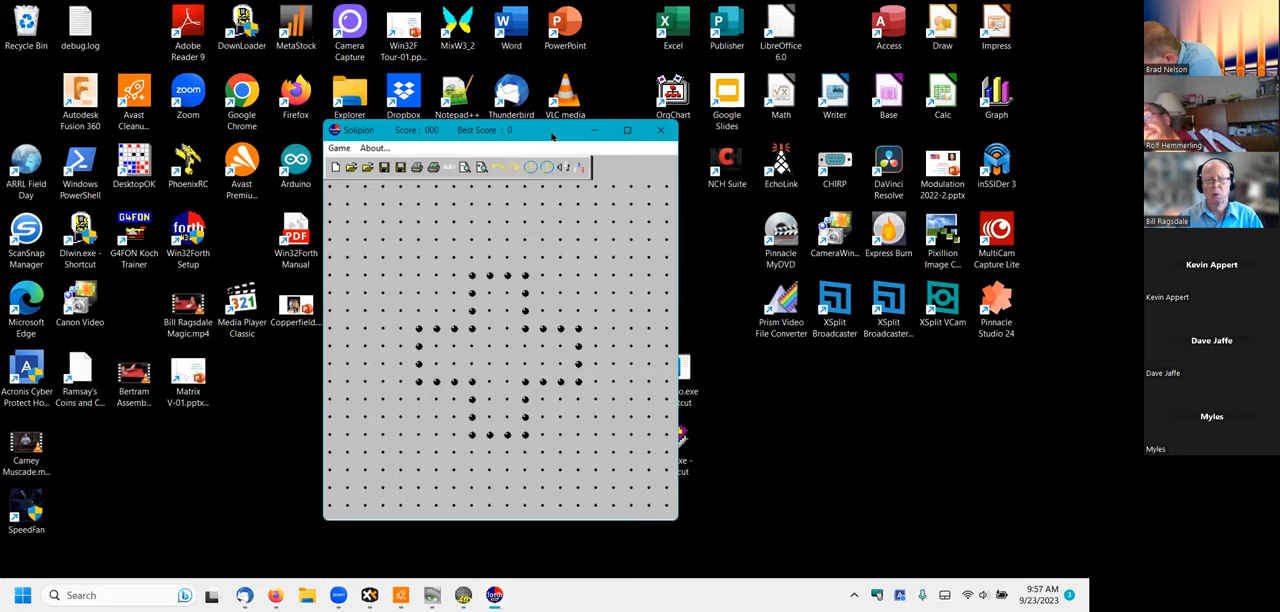 Recycle Bin
debug.log
Adobe
Reader 9
DownLoader
MetaStock
Camera
Capture
Win32F
Tour-01.pp...
MixW3_2
Word
PowerPoint
Excel
Publisher
LibreOffice
6.0
Access
Draw
Impress
Brad Nelson
Autodesk
Fusion 360
Avast
Cleanu...
Zoom
Google
Chrome
Firefox
Explorer
Dropbox
Notepad++
Thunderbird
VLC media
OrgChart
Google
Slides
Math
Writer
Base
Calc
Graph
Rolf Hemmerling
Solipion
Score : 000
Best Score : 0
Game
About...
ARRL Field
Day
Windows
PowerShell
DesktopOK
PhoenixRC
Avast
Premiu...
Arduino
NCH Suite
EchoLink
CHIRP
DaVinci
Resolve
Modulation
2022-2.pptx
inSSIDer 3
Bill Ragsdale
ScanSnap
Manager
DIwin.exe -
Shortcut
G4FON Koch
Trainer
Win32Forth
Setup
Win32Forth
Manual
Pinnacle
MyDVD
CameraWin...
Express Burn
Pixillion
Image C...
MultiCam
Capture Lite
Kevin Appert
Kevin Appert
Microsoft
Edge
Canon Video
Bill Ragsdale
Magic.mp4
Media Player
Classic
Copperfield...
Prism Video
File Converter
XSplit
Broadcaster
XSplit
Broadcaster...
XSplit VCam
Pinnacle
Studio 24
Dave Jaffe
Dave Jaffe
Acronis Cyber
Protect Ho...
Ramsay's
Coins and C...
Bertram
Assemb...
Matrix
V-01.pptx...
o.exe
cut
Myles
Myles
Carney
Muscade.m...
xe -
cut
SpeedFan
Search
9:57 AM
9/23/2023